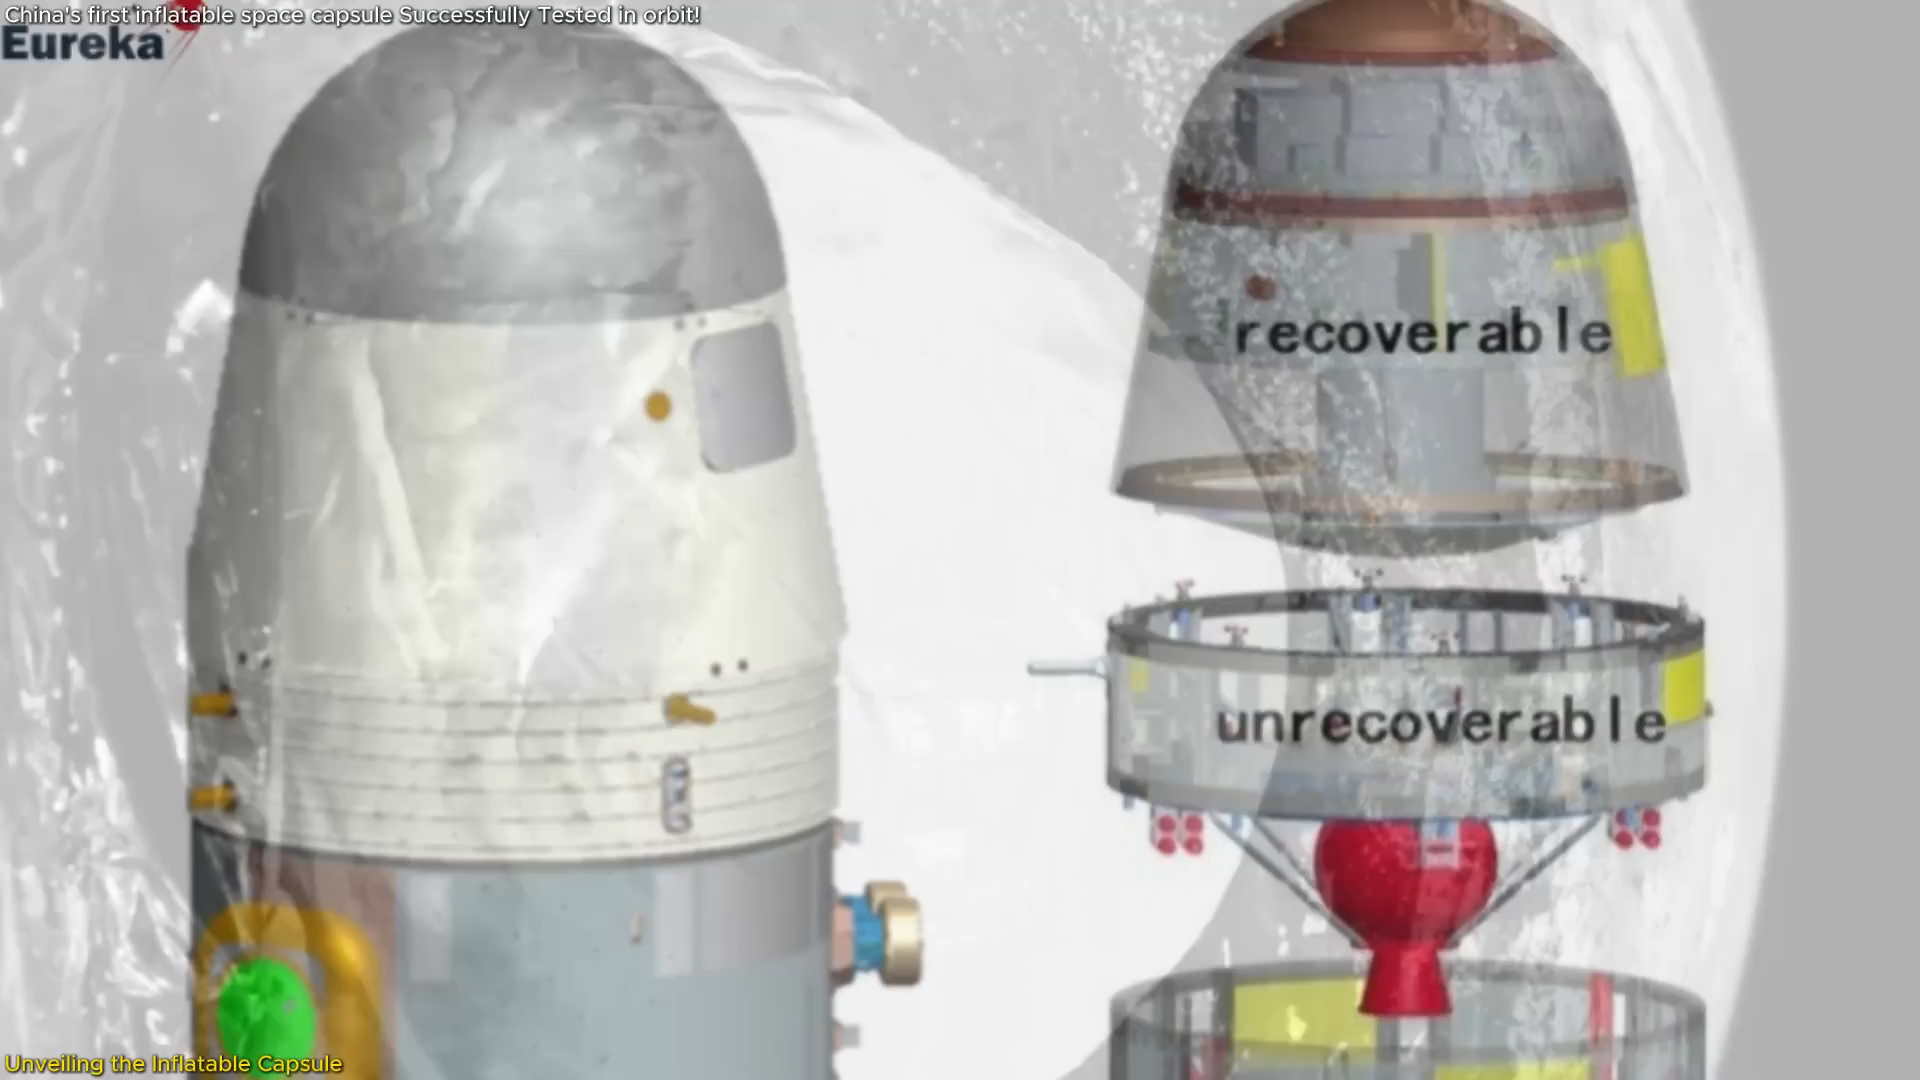 China's first inflatable space capsule Successfully Tested in orbit!
Eureka
recoverable
unrecoverable
Unveiling the Inflatable Capsule